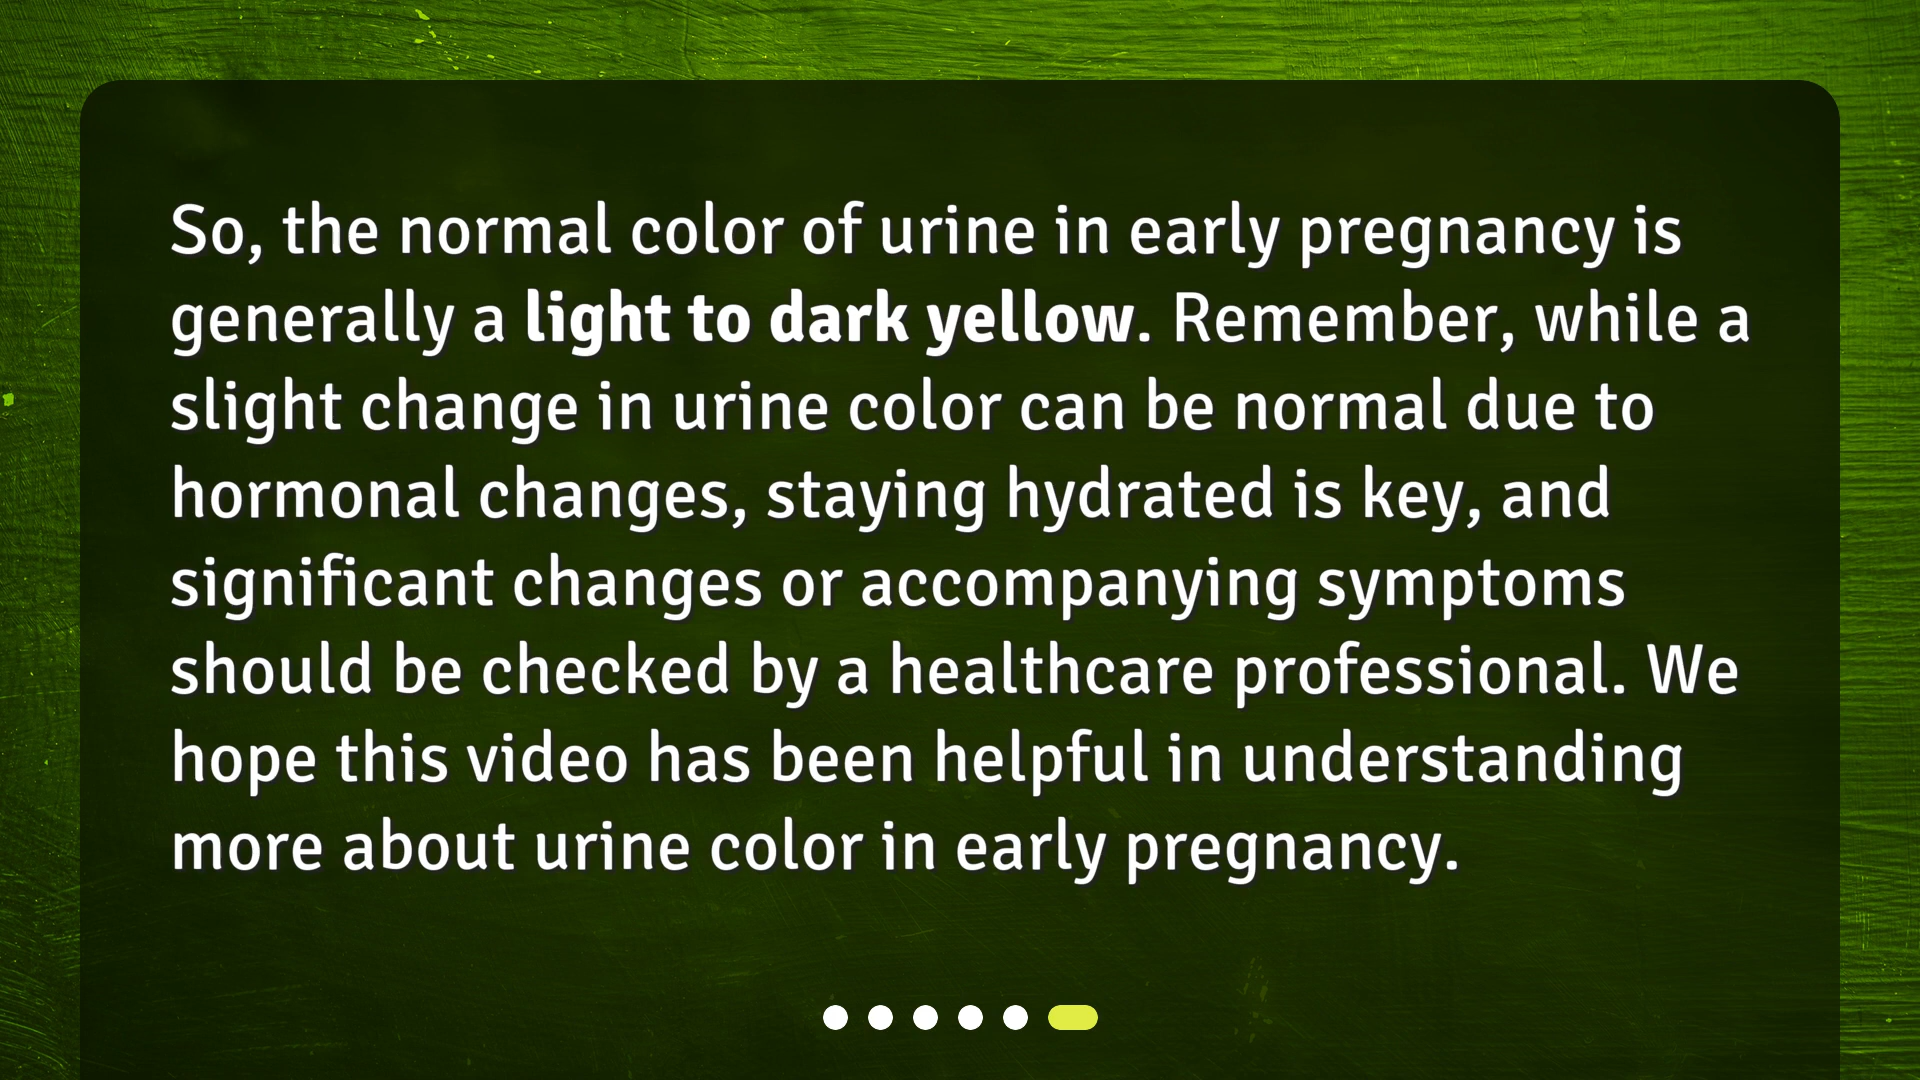 So, the normal color of urine in early pregnancy is
generally a light to dark yellow. Remember, while a
slight change in urine color can be normal due to
hormonal changes, staying hydrated is key, and
significant changes or accompanying symptoms
should be checked by a healthcare professional. We
hope this video has been helpful in understanding
more about urine color in early pregnancy.